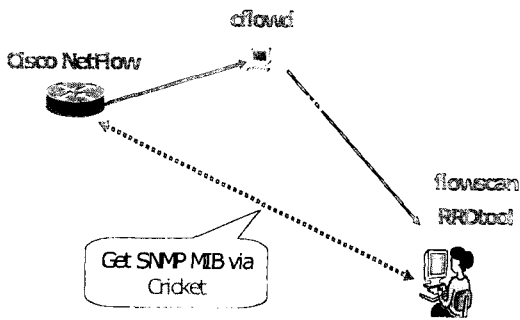 cflowd
Cisco NetFlow
flowscan
RRDtool
Get SNMP MIB via
Cricket